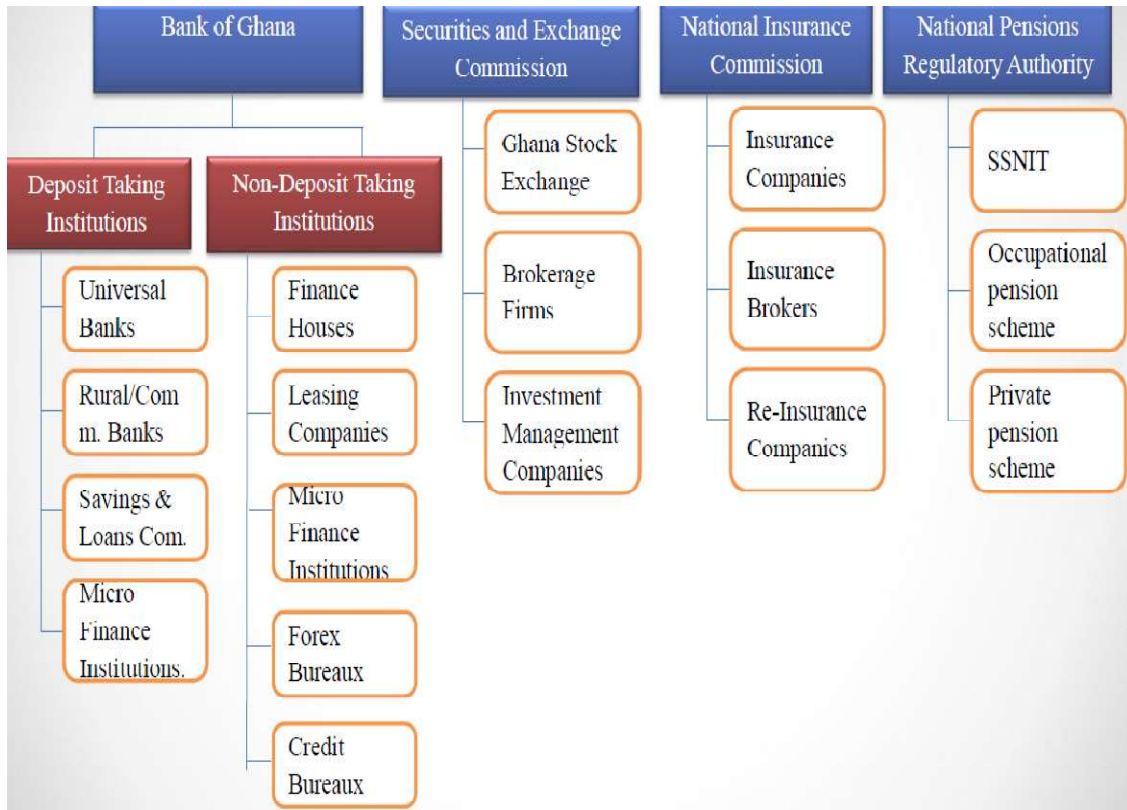 Bank of Ghana
Securities and Exchange
Commission
National Insurance
Commission
National Pensions
Regulatory Authority
Deposit Taking
Institutions
Non-Deposit Taking
Institutions
Universal
Banks
Rural/Com
m. Banks
Savings &
Loans Com.
Micro
Finance
Institutions.
Finance
Houses
Leasing
Companies
Micro
Finance
Institutions
Forex
Bureaux
Credit
Bureaux
Ghana Stock
Exchange
Brokerage
Firms
Investment
Management
Companies
Insurance
Companies
Insurance
Brokers
Re-Insurance
Companies
SSNIT
Occupational
pension
scheme
Private
pension
scheme